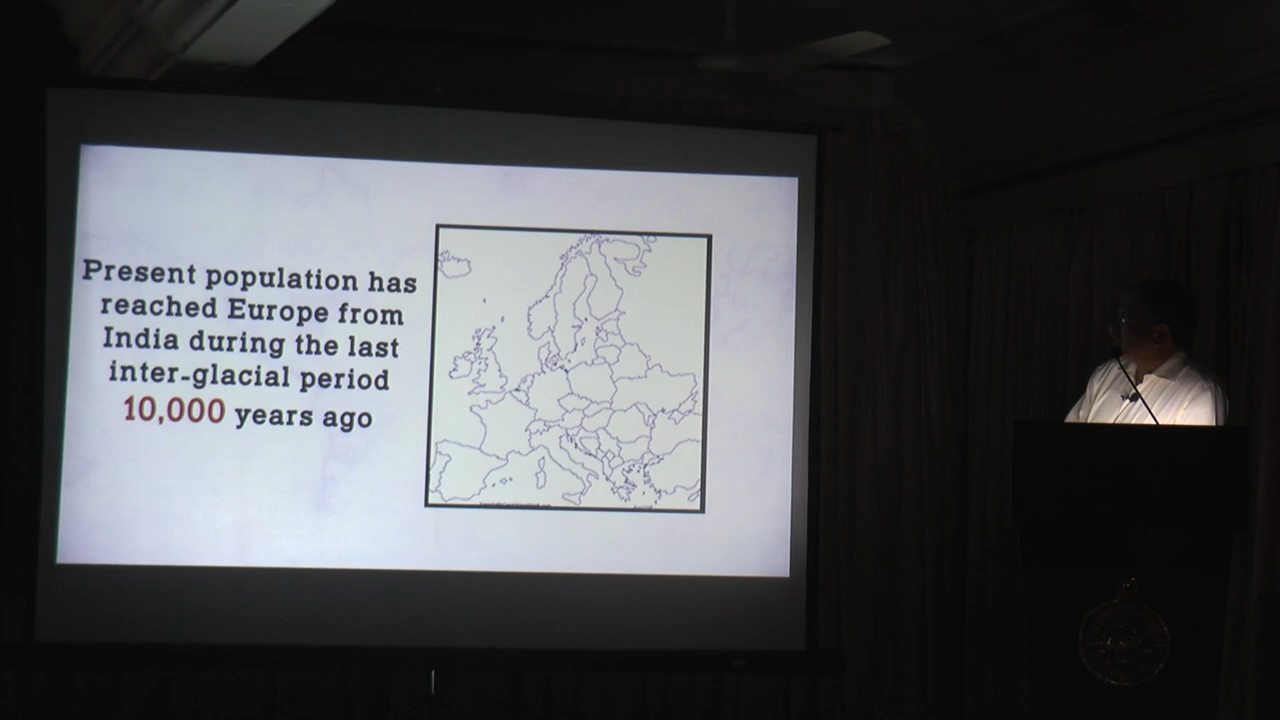 Present population has
reached Europe from
India during the last
inter-glacial period
10,000 years ago